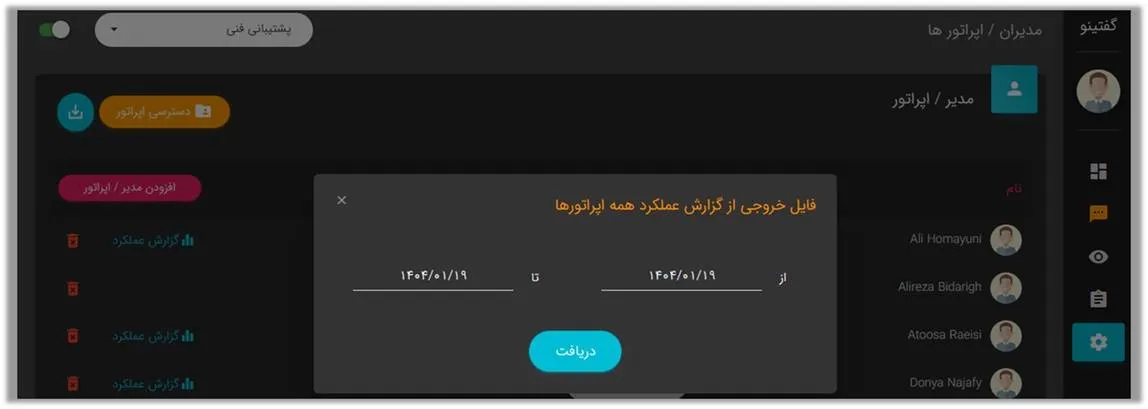 گفتینو
مدیران / اپراتور ها
پشتیبانی فنی
مدیر / اپراتور
دسترسی اپراتور
نام
افزودن مدیر / اپراتور
فایل خروجی از گزارش عملکرد همه اپراتورها
از
۱۴۰۴/۰۱/۱۹
تا
۱۴۰۴/۰۱/۱۹
دریافت
Ali Homayuni
گزارش عملکرد
Alireza Bidarigh
Atoosa Raeisi
گزارش عملکرد
Donya Najafy
گزارش عملکرد